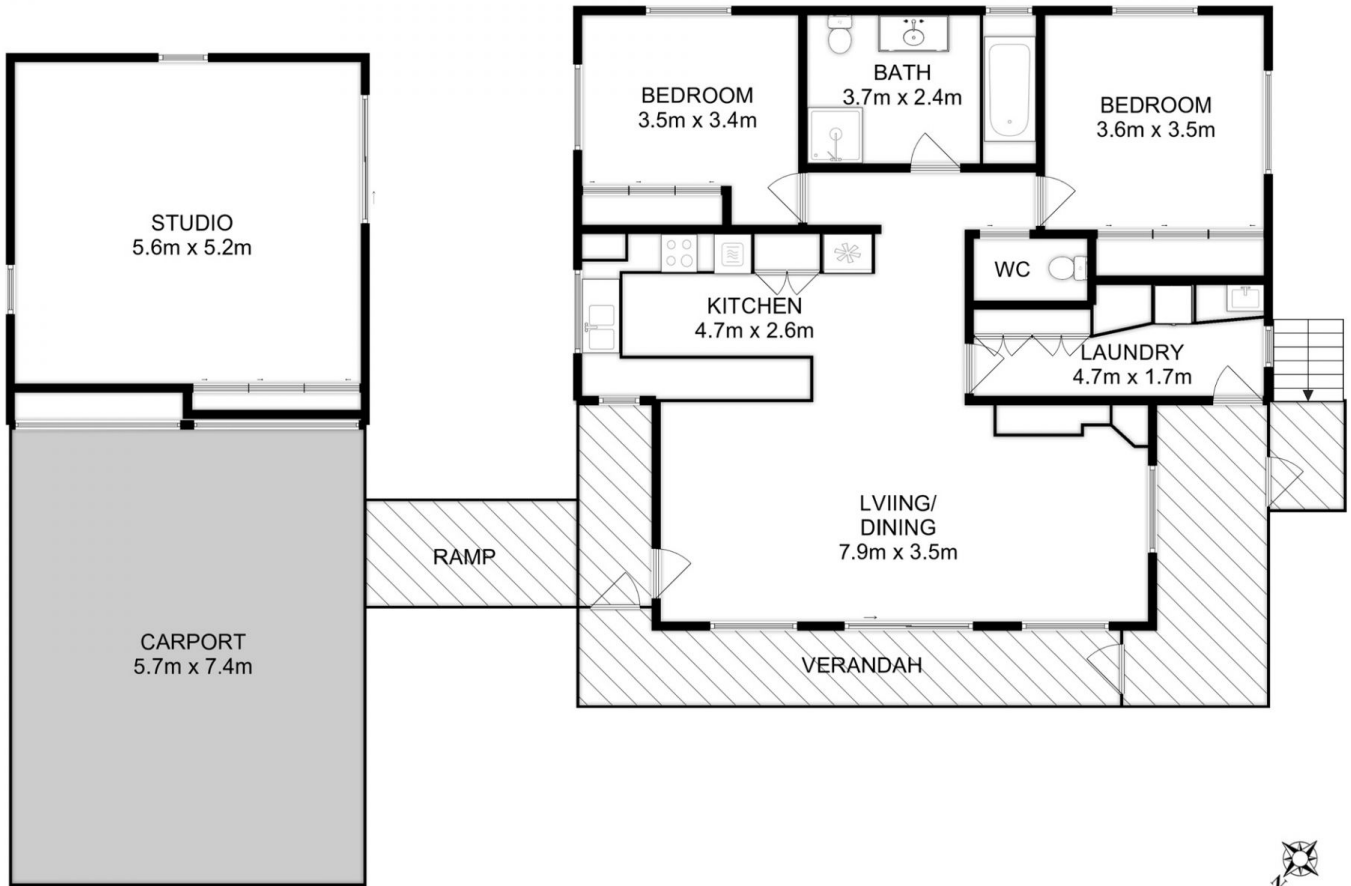 BEDROOM
3.5m x 3.4m
BATH
3.7m x 2.4m
BEDROOM
3.6m x 3.5m
STUDIO
5.6m x 5.2m
WC
KITCHEN
4.7m x 2.6m
LAUNDRY
4.7m x 1.7m
LVIING/
DINING
7.9m x 3.5m
RAMP
CARPORT
5.7m x 7.4m
VERANDAH